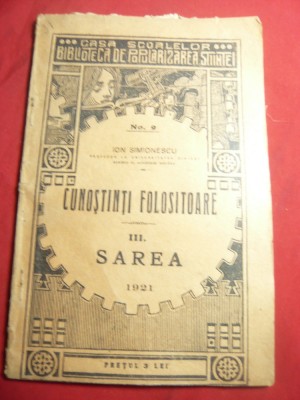 CASA ȘCOALELOR
BIBLIOTECA DE POPULARIZAREA ȘTIINȚEI
No. 9
ION SIMIONESCU
CUNOȘTINȚI FOLOSITOARE
III.
SAREA
1921
PREȚUL 3 LEI